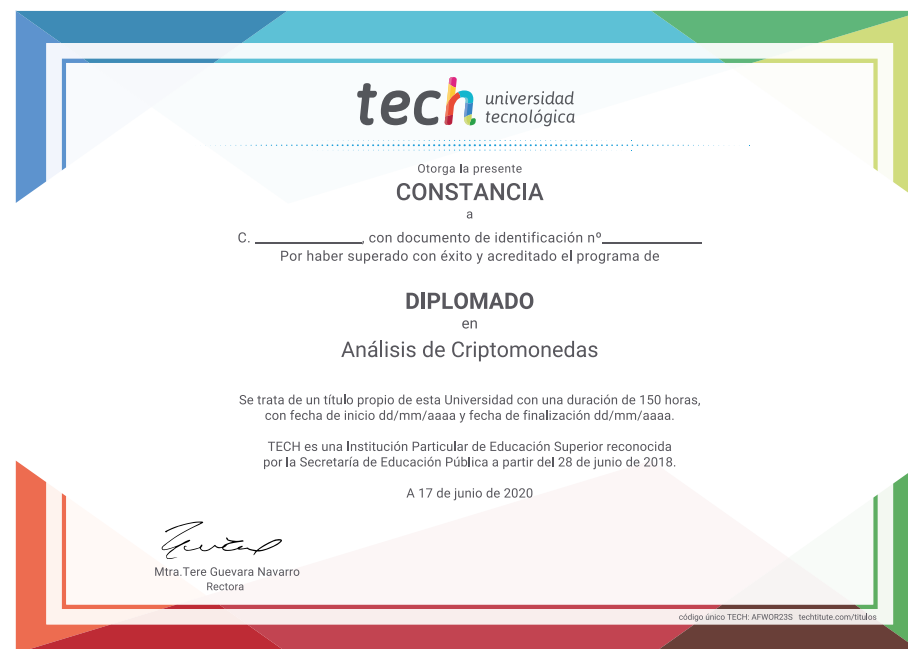 tech universidad
tecnológica
Otorga la presente
CONSTANCIA
a
C. ______________, con documento de identificación nº______________
Por haber superado con éxito y acreditado el programa de
DIPLOMADO
en
Análisis de Criptomonedas
Se trata de un título propio de esta Universidad con una duración de 150 horas,
con fecha de inicio dd/mm/aaaa y fecha de finalización dd/mm/aaaa.
TECH es una Institución Particular de Educación Superior reconocida
por la Secretaría de Educación Pública a partir del 28 de junio de 2018.
A 17 de junio de 2020
Mtra.Tere Guevara Navarro
Rectora
código único TECH: AFWOR23S techtitute.com/titulos